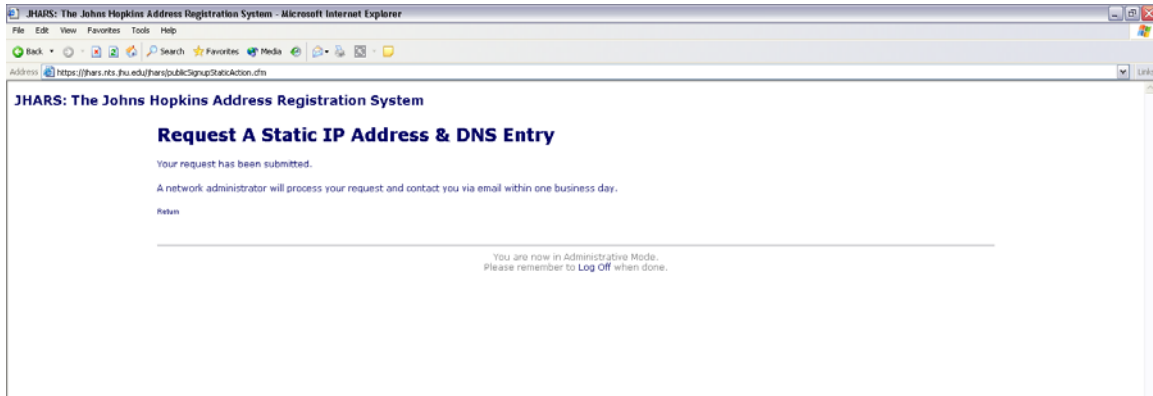 JHARS: The Johns Hopkins Address Registration System - Microsoft Internet Explorer
File Edit View Favorites Tools Help
Back Search Favorites Media
Address https://jhars.nts.jhu.edu/jhars/publicSignupStaticAction.cfm Links
JHARS: The Johns Hopkins Address Registration System
Request A Static IP Address & DNS Entry
Your request has been submitted.
A network administrator will process your request and contact you via email within one business day.
Return
You are now in Administrative Mode.
Please remember to Log Off when done.